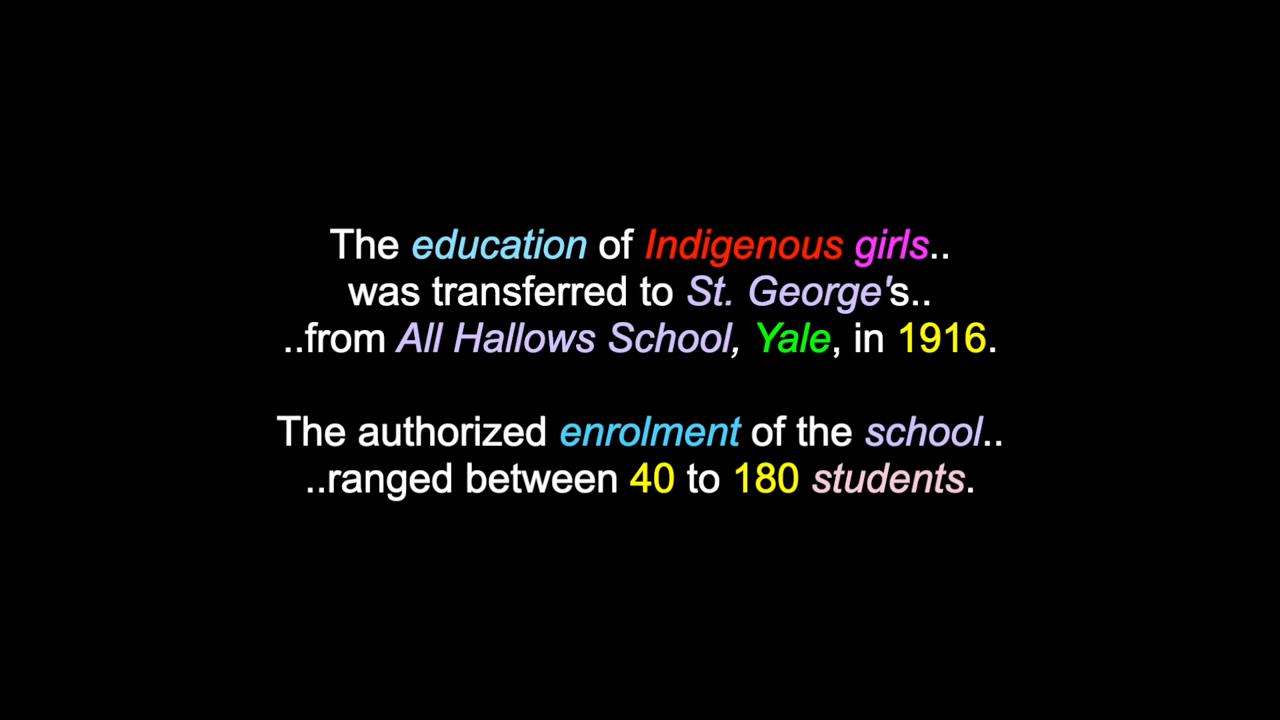 The education of Indigenous girls..
was transferred to St. George's..
..from All Hallows School, Yale, in 1916.
The authorized enrolment of the school..
..ranged between 40 to 180 students.